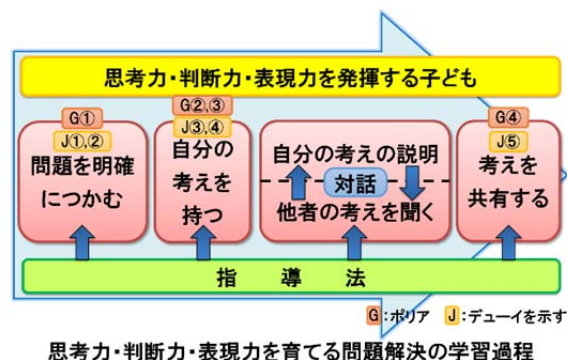 思考力・判断力・表現力を発揮する子ども
G①
J①,②
問題を明確
につかむ
G②,③
J③,④
自分の
考えを
持つ
自分の考えの説明
対話
他者の考えを聞く
G④
J⑤
考えを
共有する
指導法
G:ポリア J:デューイを示す
思考力・判断力・表現力を育てる問題解決の学習過程